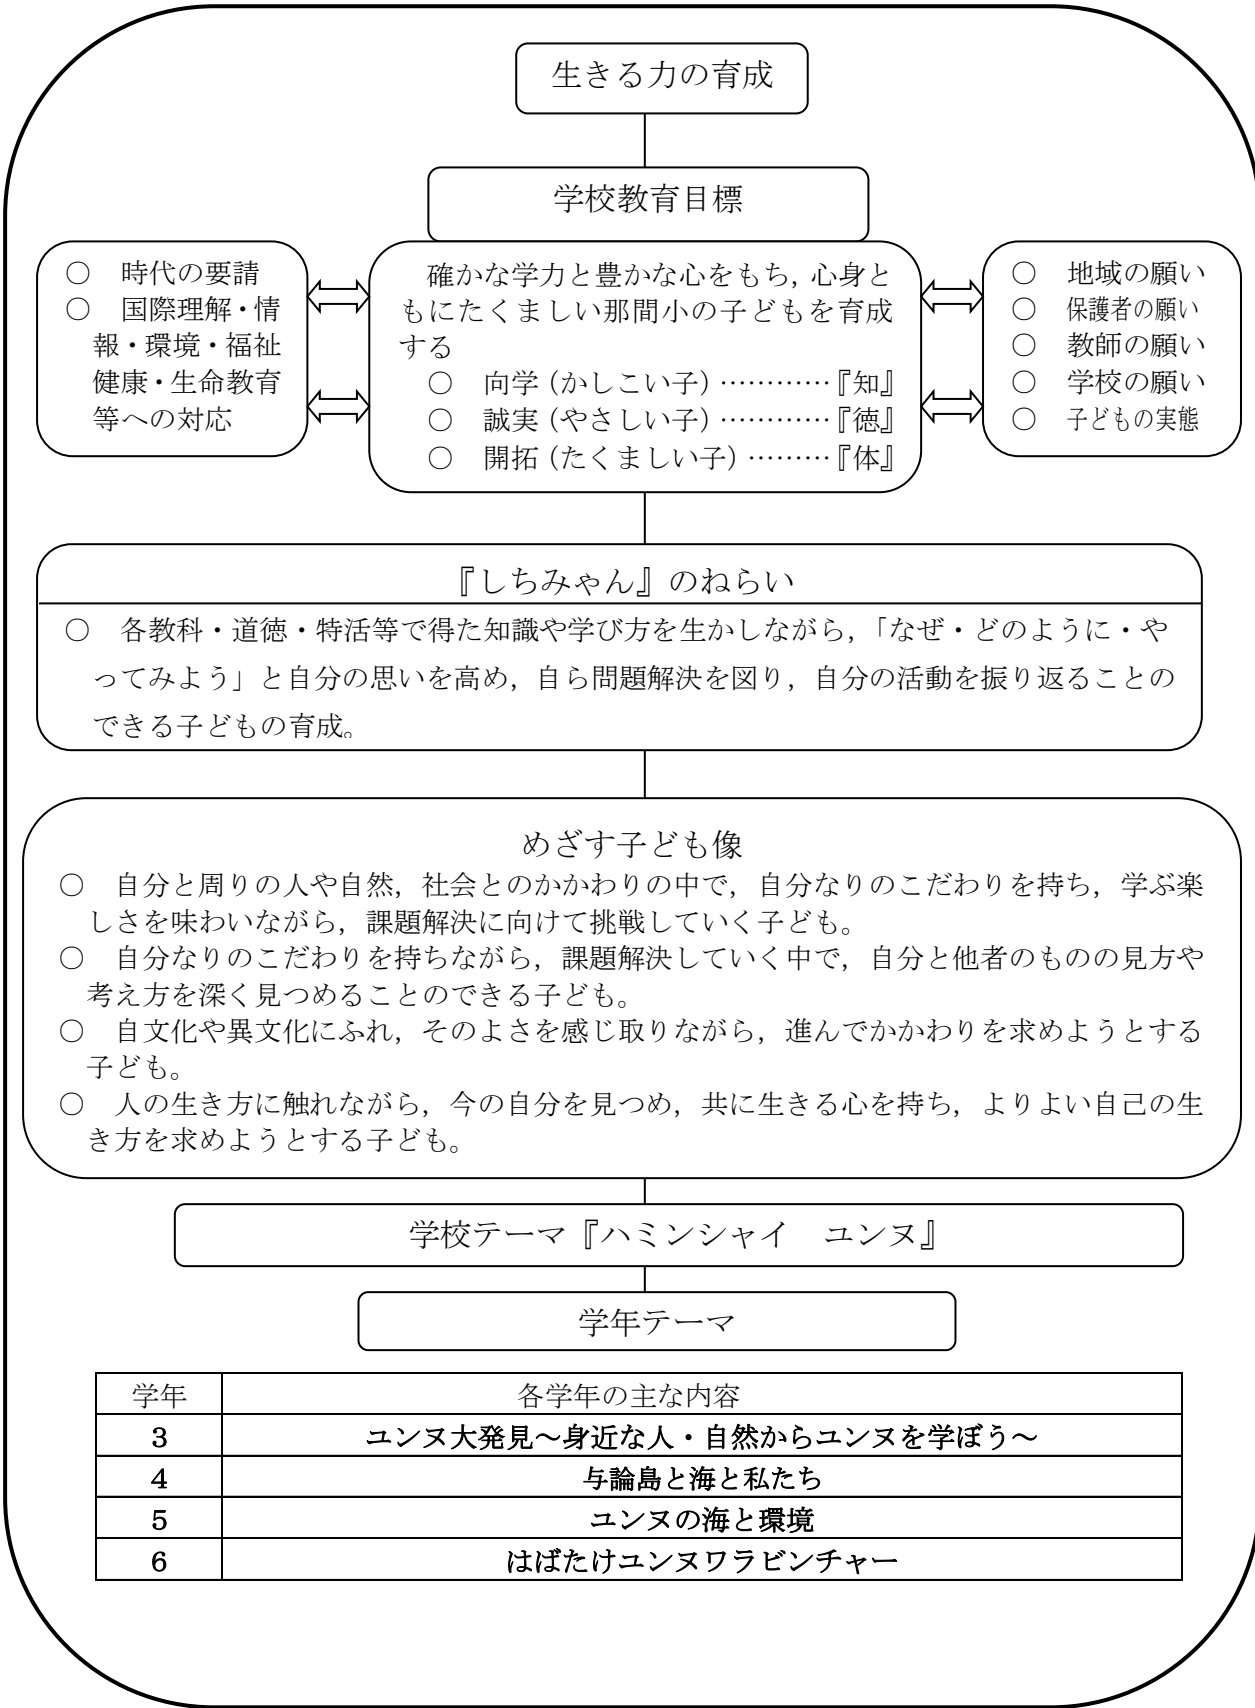 生きる力の育成
学校教育目標
○　時代の要請
○　国際理解・情
報・環境・福祉
健康・生命教育
等への対応
確かな学力と豊かな心をもち，心身と
もにたくましい那間小の子どもを育成
する
○　向学（かしこい子）…………『知』
○　誠実（やさしい子）…………『徳』
○　開拓（たくましい子）………『体』
○　地域の願い
○　保護者の願い
○　教師の願い
○　学校の願い
○　子どもの実態
『しちみゃん』のねらい
○　各教科・道徳・特活等で得た知識や学び方を生かしながら，「なぜ・どのように・や
ってみよう」と自分の思いを高め，自ら問題解決を図り，自分の活動を振り返ることの
できる子どもの育成。
めざす子ども像
○　自分と周りの人や自然，社会とのかかわりの中で，自分なりのこだわりを持ち，学ぶ楽
しさを味わいながら，課題解決に向けて挑戦していく子ども。
○　自分なりのこだわりを持ちながら，課題解決していく中で，自分と他者のものの見方や
考え方を深く見つめることのできる子ども。
○　自文化や異文化にふれ，そのよさを感じ取りながら，進んでかかわりを求めようとする
子ども。
○　人の生き方に触れながら，今の自分を見つめ，共に生きる心を持ち，よりよい自己の生
き方を求めようとする子ども。
学校テーマ『ハミンシャイ　ユンヌ』
学年テーマ
学年　各学年の主な内容
3　ユンヌ大発見～身近な人・自然からユンヌを学ぼう～
4　与論島と海と私たち
5　ユンヌの海と環境
6　はばたけユンヌワラビンチャー